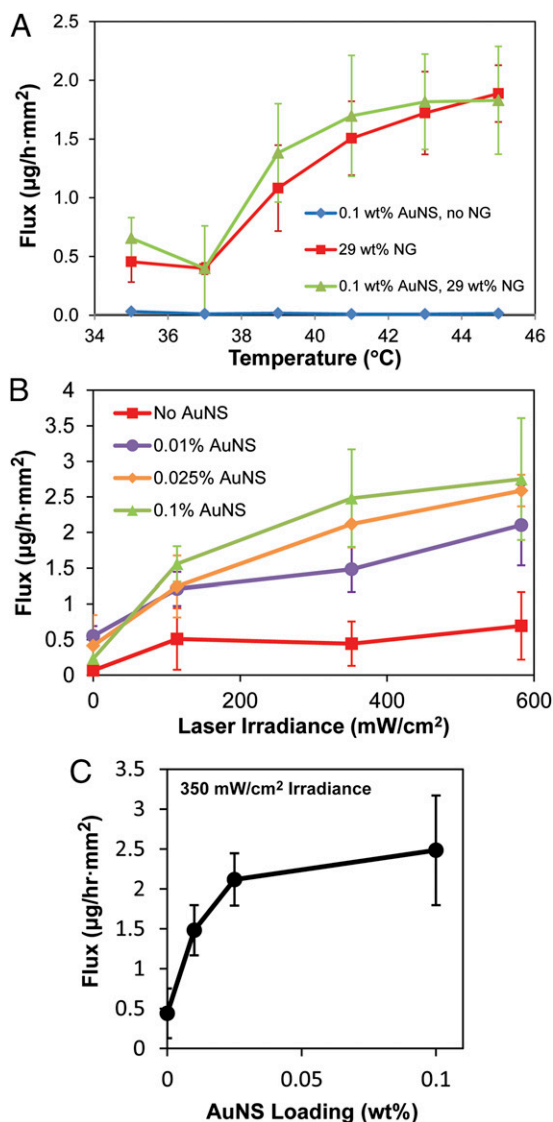 A
Flux (µg/h·mm²)
2.5
2.0
1.5
1.0
0.5
0.0
0.1 wt% AuNS, no NG
29 wt% NG
0.1 wt% AuNS, 29 wt% NG
34 36 38 40 42 44 46
Temperature (°C)
B
Flux (µg/h·mm²)
4
3.5
3
2.5
2
1.5
1
0.5
0
No AuNS
0.01% AuNS
0.025% AuNS
0.1% AuNS
0 200 400 600
Laser Irradiance (mW/cm²)
C
Flux (µg/hr·mm²)
3.5
3
2.5
2
1.5
1
0.5
0
350 mW/cm² Irradiance
0 0.05 0.1
AuNS Loading (wt%)